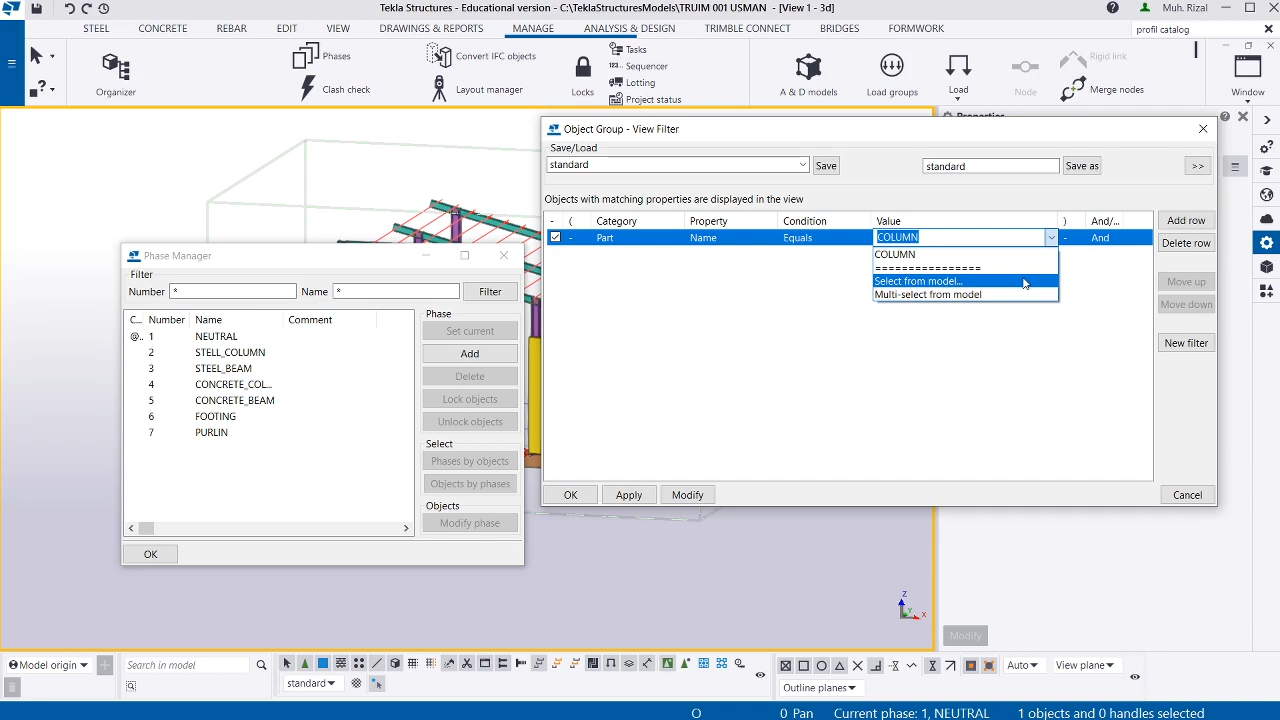 Tekla Structures - Educational version - C:\TeklaStructuresModels\TRUINING USMAN - [View 1 - 3d]
Muh. Rizal
STEEL CONCRETE REBAR EDIT VIEW DRAWINGS & REPORTS MANAGE ANALYSIS & DESIGN TRIMBLE CONNECT BRIDGES FORMWORK profil catalog
Organizer
Phases
Clash check
Convert IFC objects
Layout manager
Locks
Tasks
Sequencer
Lotting
Project status
A & D models
Load groups
Load
Node
Rigid link
Merge nodes
Window
Properties
Object Group - View Filter
Save/Load
standard Save standard Save as >>
Objects with matching properties are displayed in the view
- ( Category Property Condition Value ) And/...
- Part Name Equals COLUMN - And
COLUMN
================
Select from model...
Multi-select from model
Add row
Delete row
Move up
Move down
New filter
OK Apply Modify Cancel
Phase Manager
Filter
Number * Name * Filter
C... Number Name Comment
@.. 1 NEUTRAL
2 STELL_COLUMN
3 STEEL_BEAM
4 CONCRETE_COL...
5 CONCRETE_BEAM
6 FOOTING
7 PURLIN
Phase
Set current
Add
Delete
Lock objects
Unlock objects
Select
Phases by objects
Objects by phases
Objects
Modify phase
OK
Z
Y
X
Modify
Model origin Search in model
standard
Auto View plane
Outline planes
O 0 Pan Current phase: 1, NEUTRAL 1 objects and 0 handles selected